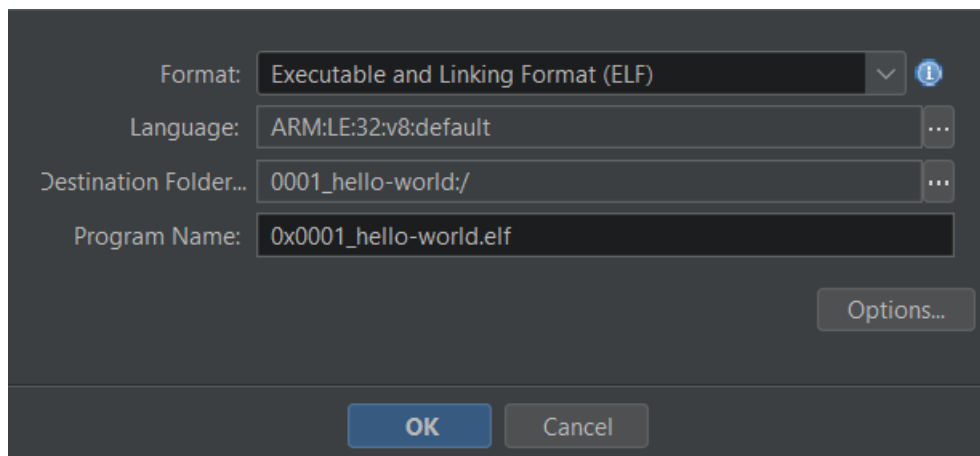 Format: Executable and Linking Format (ELF)
Language: ARM:LE:32:v8:default ...
Destination Folder... 0001_hello-world:/ ...
Program Name: 0x0001_hello-world.elf
Options...
OK Cancel